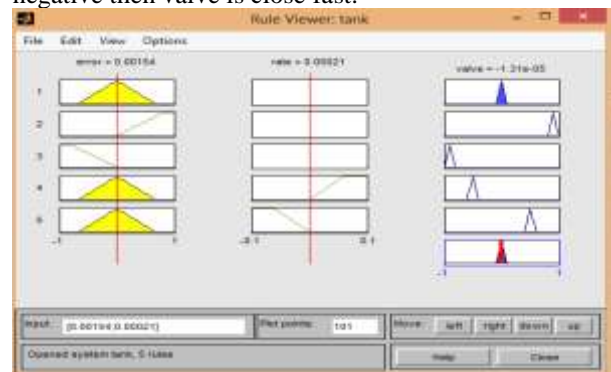 negative then valve is close fast.
Rule Viewer: tank
File Edit View Options
error = 0.00154
rate = 0.00021
valve = -1.31e-05
1
2
3
4
5
-1 1
-0.1 0.1
-1 1
Input: [0.00154;0.00021]
Plot points: 101
Move: left right down up
Opened system tank, 5 rules
Help Close